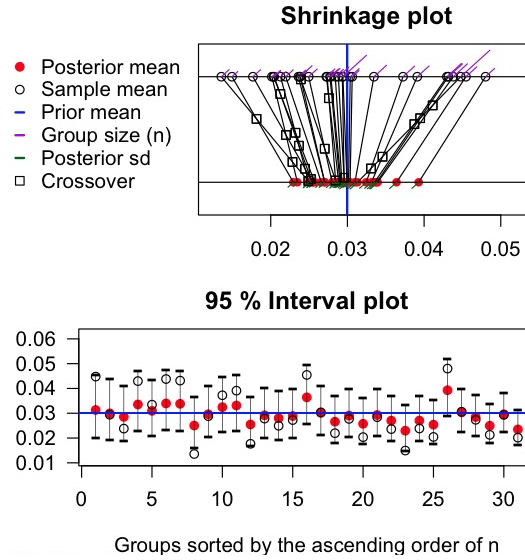 Shrinkage plot
Posterior mean
Sample mean
Prior mean
Group size (n)
Posterior sd
Crossover
0.02 0.03 0.04 0.05
95 % Interval plot
0.06
0.05
0.04
0.03
0.02
0.01
0 5 10 15 20 25 30
Groups sorted by the ascending order of n